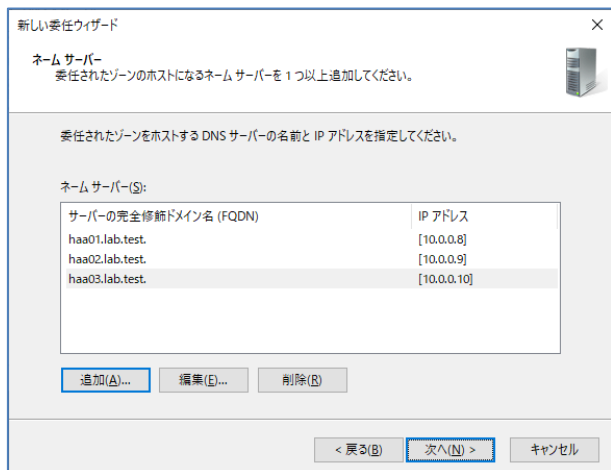 新しい委任ウィザード
ネーム サーバー
委任されたゾーンのホストになるネーム サーバーを 1 つ以上追加してください。
委任されたゾーンをホストする DNS サーバーの名前と IP アドレスを指定してください。
ネーム サーバー(S):
サーバーの完全修飾ドメイン名 (FQDN) IP アドレス
haa01.lab.test. [10.0.0.8]
haa02.lab.test. [10.0.0.9]
haa03.lab.test. [10.0.0.10]
追加(A)... 編集(E)... 削除(R)
< 戻る(B) 次へ(N) > キャンセル